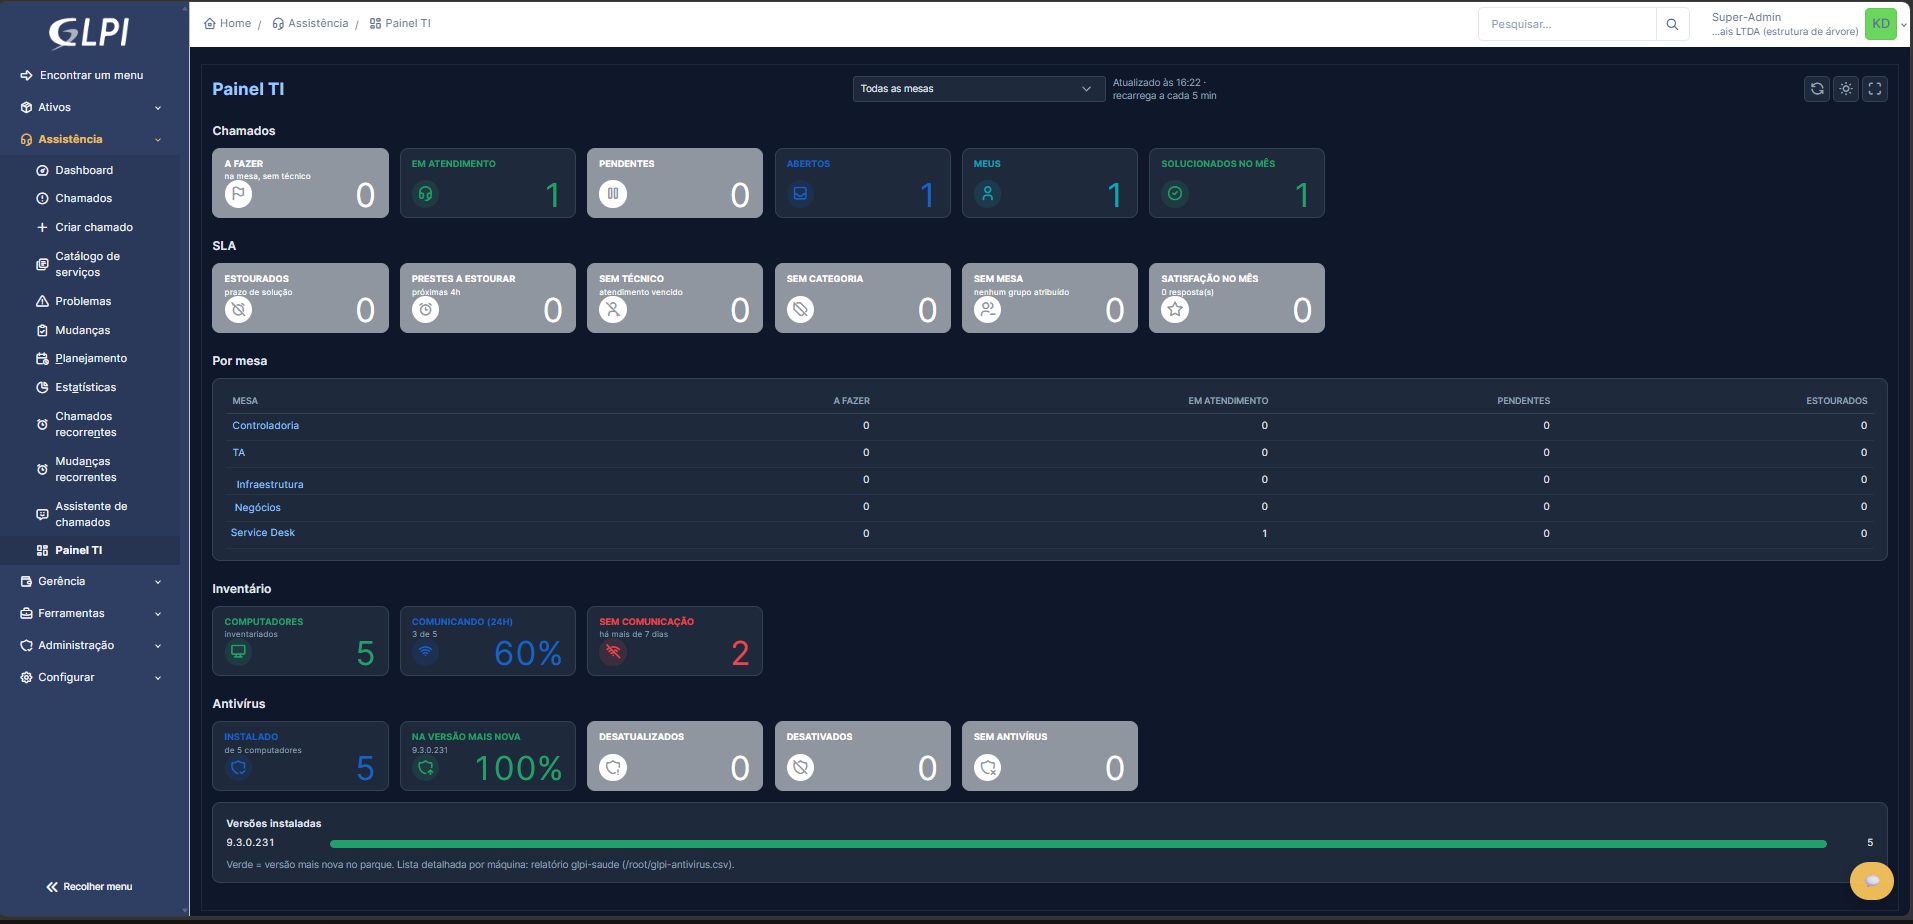 GLPI
Home / Assistência / Painel TI
Pesquisar...
Super-Admin
...ais LTDA (estrutura de árvore)
KD
Encontrar um menu
Ativos
Assistência
Dashboard
Chamados
Criar chamado
Catálogo de
serviços
Problemas
Mudanças
Planejamento
Estatísticas
Chamados
recorrentes
Mudanças
recorrentes
Assistente de
chamados
Painel TI
Gerência
Ferramentas
Administração
Configurar
Recolher menu
Painel TI
Todas as mesas
Atualizado às 16:22 ·
recarrega a cada 5 min
Chamados
A FAZER
na mesa, sem técnico
0
EM ATENDIMENTO
1
PENDENTES
0
ABERTOS
1
MEUS
1
SOLUCIONADOS NO MÊS
1
SLA
ESTOURADOS
prazo de solução
0
PRESTES A ESTOURAR
próximas 4h
0
SEM TÉCNICO
atendimento vencido
0
SEM CATEGORIA
0
SEM MESA
nenhum grupo atribuído
0
SATISFAÇÃO NO MÊS
0 resposta(s)
0
Por mesa
MESA A FAZER EM ATENDIMENTO PENDENTES ESTOURADOS
Controladoria 0 0 0 0
TA 0 0 0 0
Infraestrutura 0 0 0 0
Negócios 0 0 0 0
Service Desk 0 1 0 0
Inventário
COMPUTADORES
inventariados
5
COMUNICANDO (24H)
3 de 5
60%
SEM COMUNICAÇÃO
há mais de 7 dias
2
Antivírus
INSTALADO
de 5 computadores
5
NA VERSÃO MAIS NOVA
9.3.0.231
100%
DESATUALIZADOS
0
DESATIVADOS
0
SEM ANTIVÍRUS
0
Versões instaladas
9.3.0.231 5
Verde = versão mais nova no parque. Lista detalhada por máquina: relatório glpi-saude (/root/glpi-antivirus.csv).